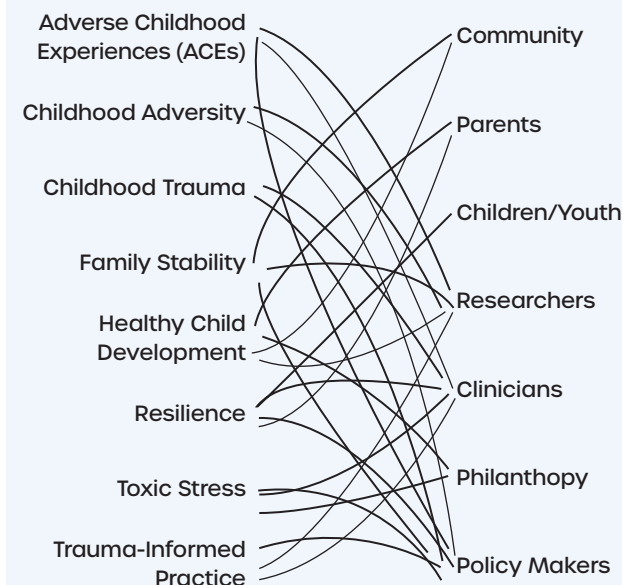 Adverse Childhood
Experiences (ACEs)
Childhood Adversity
Childhood Trauma
Family Stability
Healthy Child
Development
Resilience
Toxic Stress
Trauma-Informed
Practice
Community
Parents
Children/Youth
Researchers
Clinicians
Philanthopy
Policy Makers